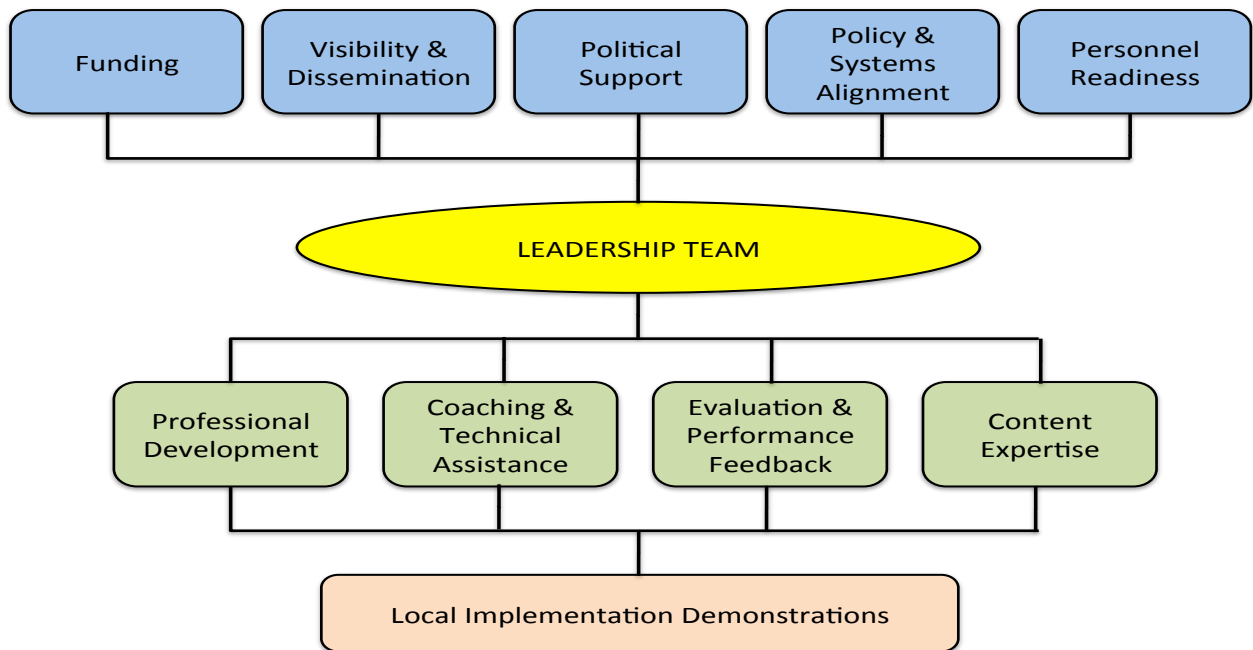 Funding
Visibility &
Dissemination
Political
Support
Policy &
Systems
Alignment
Personnel
Readiness
LEADERSHIP TEAM
Professional
Development
Coaching &
Technical
Assistance
Evaluation &
Performance
Feedback
Content
Expertise
Local Implementation Demonstrations